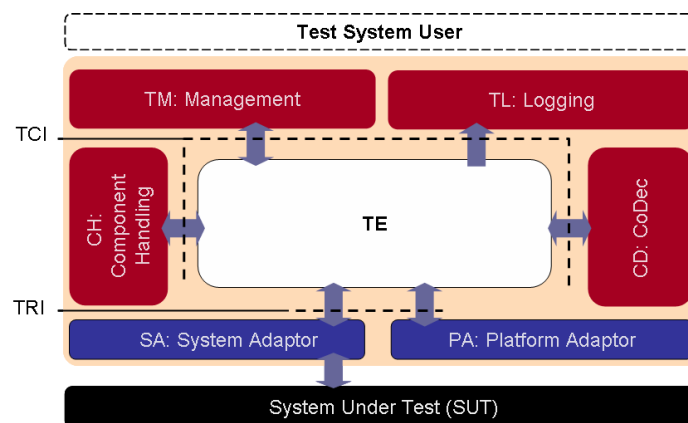 Test System User
TM: Management
TL: Logging
TCI
CH:
Component
Handling
TE
CD: CoDec
TRI
SA: System Adaptor
PA: Platform Adaptor
System Under Test (SUT)